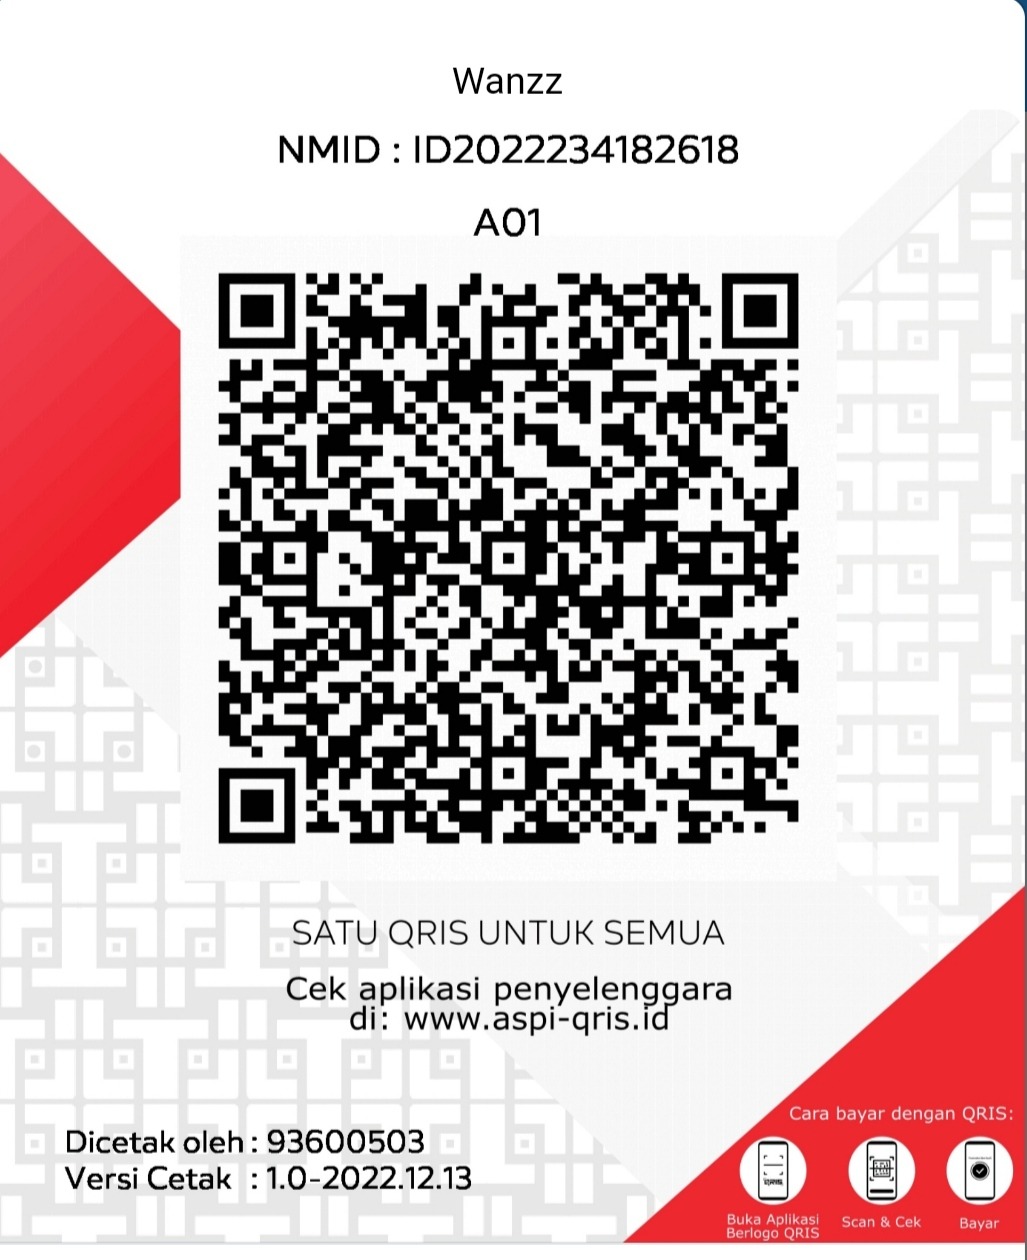 Wanzz
NMID : ID2022234182618
A01
SATU QRIS UNTUK SEMUA
Cek aplikasi penyelenggara
di: www.aspi-qris.id
Dicetak oleh : 93600503
Versi Cetak : 1.0-2022.12.13
Cara bayar dengan QRIS:
Buka Aplikasi
Berlogo QRIS
Scan & Cek
Bayar